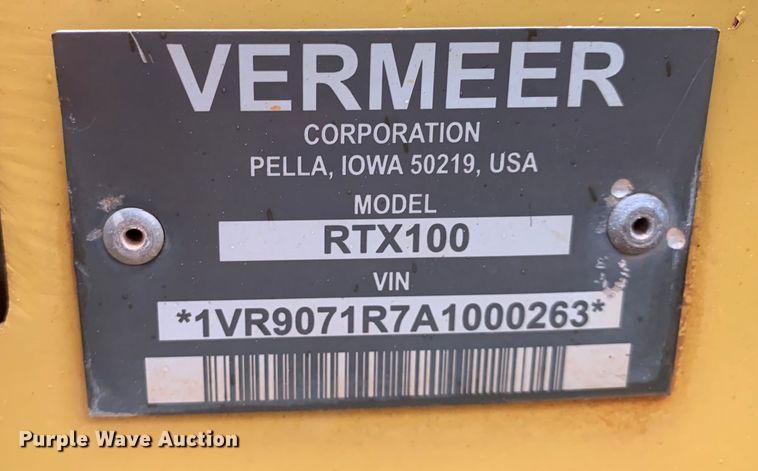 VERMEER
CORPORATION
PELLA, IOWA 50219, USA
MODEL
RTX100
VIN
*1VR9071R7A1000263*
Purple Wave Auction